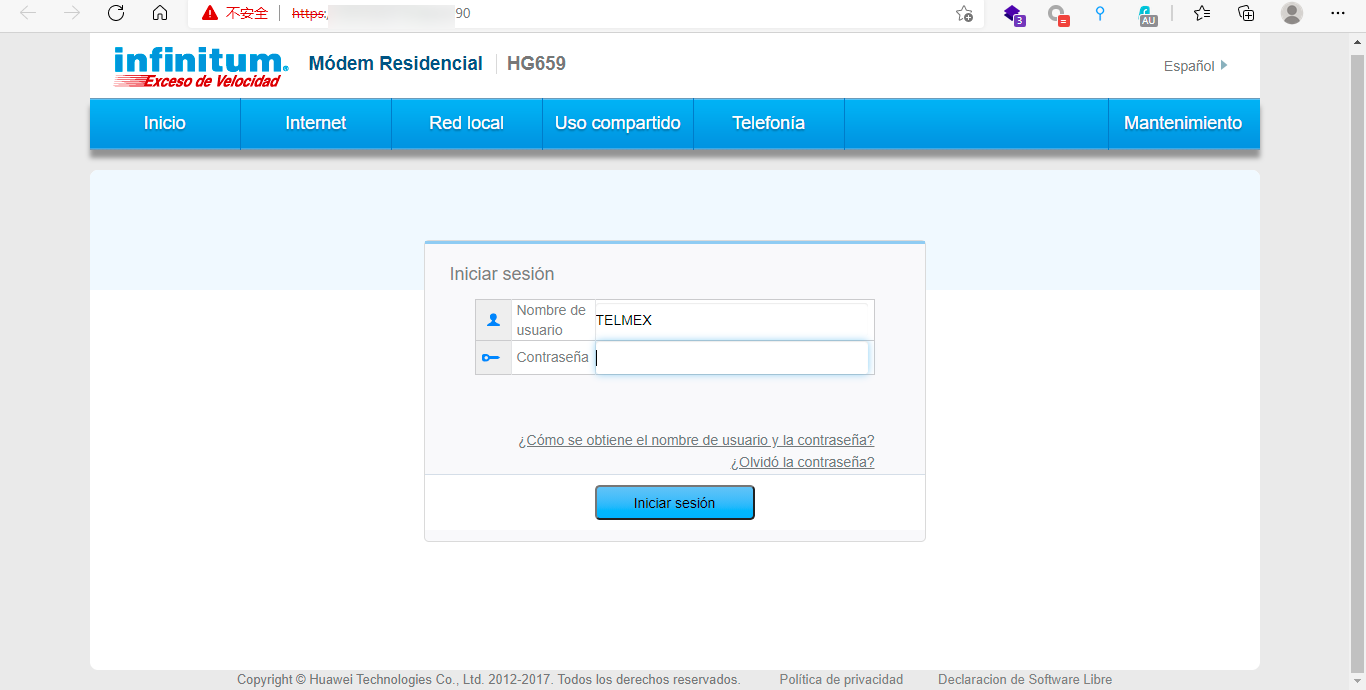 不安全 https: 90
3
=
AU
infinitum®
Exceso de Velocidad
Módem Residencial HG659
Español
Inicio Internet Red local Uso compartido Telefonía Mantenimiento
Iniciar sesión
Nombre de
usuario
TELMEX
Contraseña
¿Cómo se obtiene el nombre de usuario y la contraseña?
¿Olvidó la contraseña?
Iniciar sesión
Copyright © Huawei Technologies Co., Ltd. 2012-2017. Todos los derechos reservados. Política de privacidad Declaracion de Software Libre